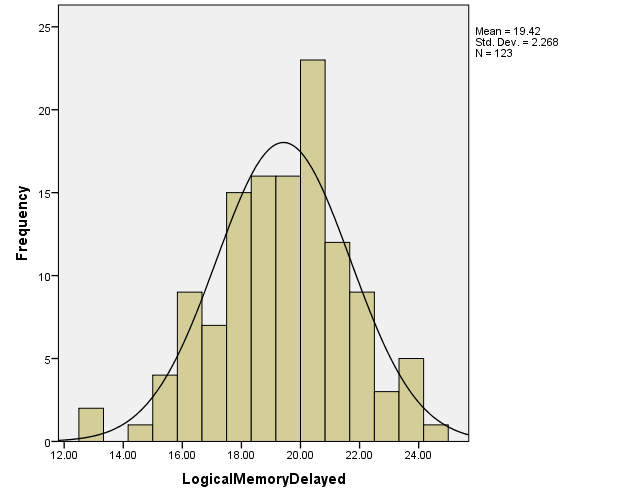 Mean = 19.42
Std. Dev. = 2.268
N = 123
25
20
15
10
5
0
Frequency
12.00 14.00 16.00 18.00 20.00 22.00 24.00
LogicalMemoryDelayed